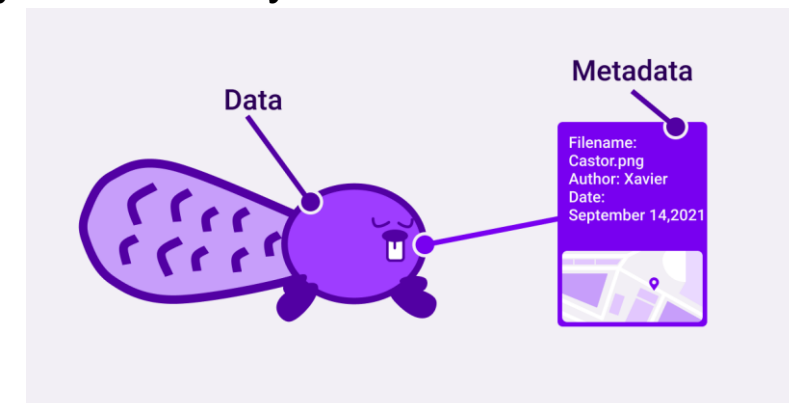 Data
Metadata
Filename:
Castor.png
Author: Xavier
Date:
September 14,2021